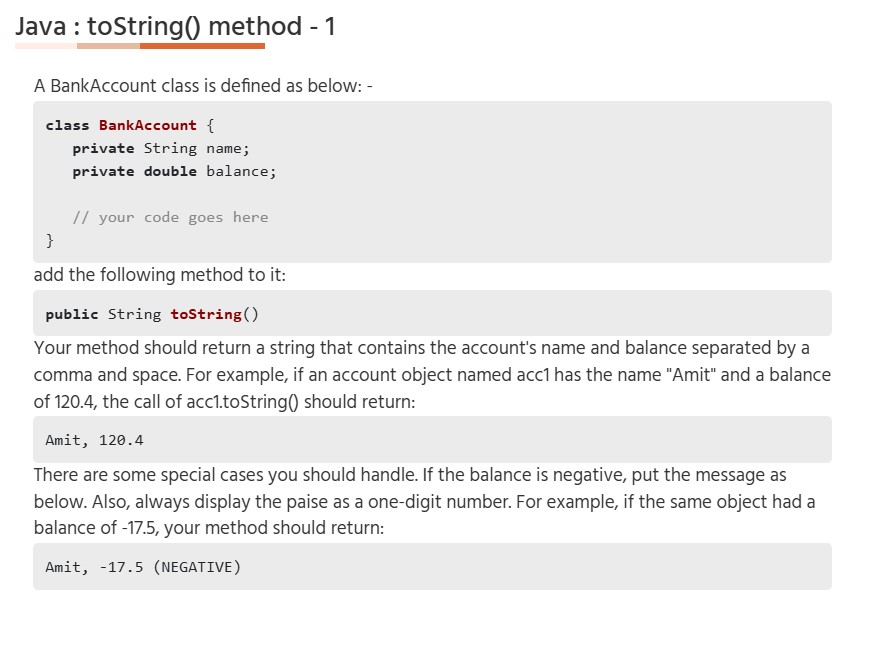 Java : toString() method - 1
A BankAccount class is defined as below: -
class BankAccount {
   private String name;
   private double balance;

   // your code goes here
}
add the following method to it:
public String toString()
Your method should return a string that contains the account's name and balance separated by a
comma and space. For example, if an account object named acc1 has the name "Amit" and a balance
of 120.4, the call of acc1.toString() should return:
Amit, 120.4
There are some special cases you should handle. If the balance is negative, put the message as
below. Also, always display the paise as a one-digit number. For example, if the same object had a
balance of -17.5, your method should return:
Amit, -17.5 (NEGATIVE)